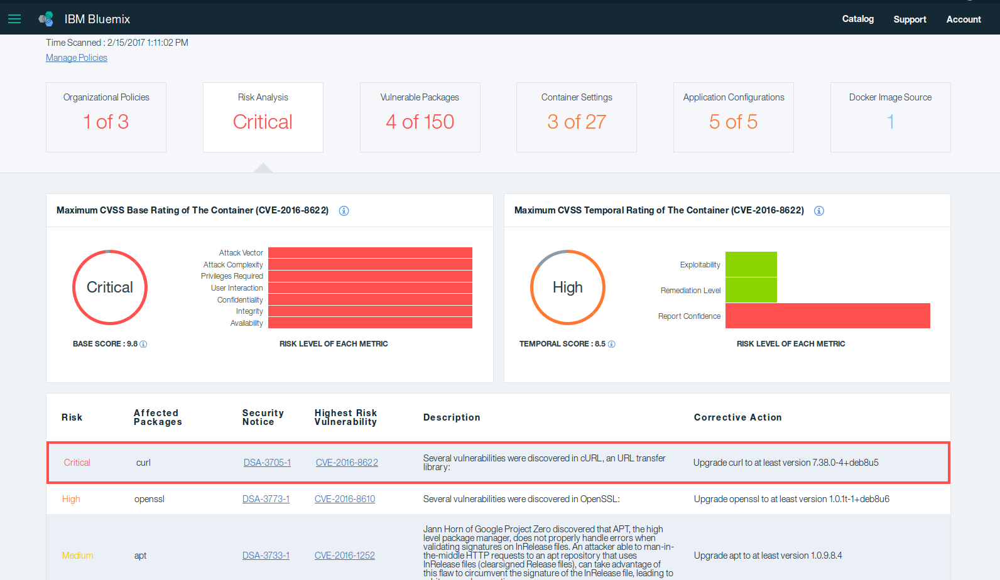 IBM Bluemix
Catalog
Support
Account
Time Scanned : 2/15/2017 1:11:02 PM
Manage Policies
Organizational Policies
1 of 3
Risk Analysis
Critical
Vulnerable Packages
4 of 150
Container Settings
3 of 27
Application Configurations
5 of 5
Docker Image Source
1
Maximum CVSS Base Rating of The Container (CVE-2016-8622)
Critical
BASE SCORE : 9.8
Attack Vector
Attack Complexity
Privileges Required
User Interaction
Confidentiality
Integrity
Availability
RISK LEVEL OF EACH METRIC
Maximum CVSS Temporal Rating of The Container (CVE-2016-8622)
High
TEMPORAL SCORE : 8.5
Exploitability
Remediation Level
Report Confidence
RISK LEVEL OF EACH METRIC
Risk
Affected
Packages
Security
Notice
Highest Risk
Vulnerability
Description
Corrective Action
Critical
curl
DSA-3705-1
CVE-2016-8622
Several vulnerabilities were discovered in cURL, an URL transfer
library:
Upgrade curl to at least version 7.38.0-4+deb8u5
High
openssl
DSA-3773-1
CVE-2016-8610
Several vulnerabilities were discovered in OpenSSL:
Upgrade openssl to at least version 1.0.1t-1+deb8u6
Medium
apt
DSA-3733-1
CVE-2016-1252
Jann Horn of Google Project Zero discovered that APT, the high
level package manager, does not properly handle errors when
validating signatures on InRelease files. An attacker able to man-in-
the-middle HTTP requests to an apt repository that uses
InRelease files (clearsigned Release files), can take advantage of
this flaw to circumvent the signature of the InRelease file, leading to
Upgrade apt to at least version 1.0.9.8.4